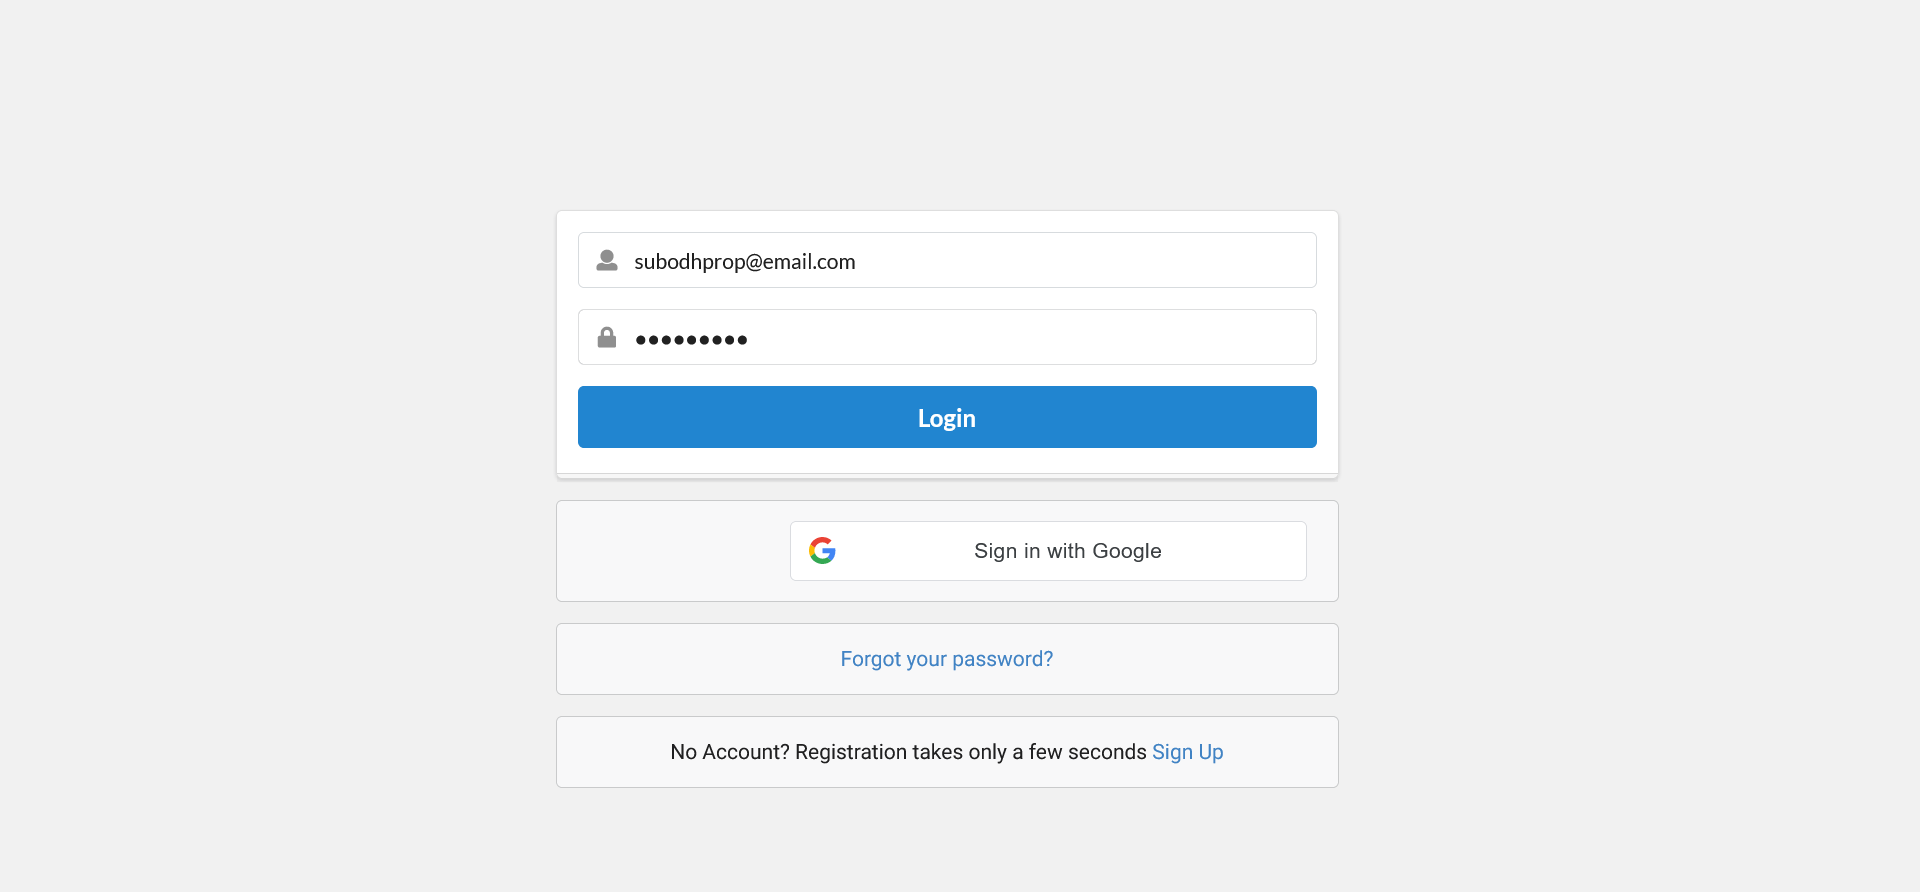 subodhprop@email.com
•••••••••
Login
Sign in with Google
Forgot your password?
No Account? Registration takes only a few seconds Sign Up